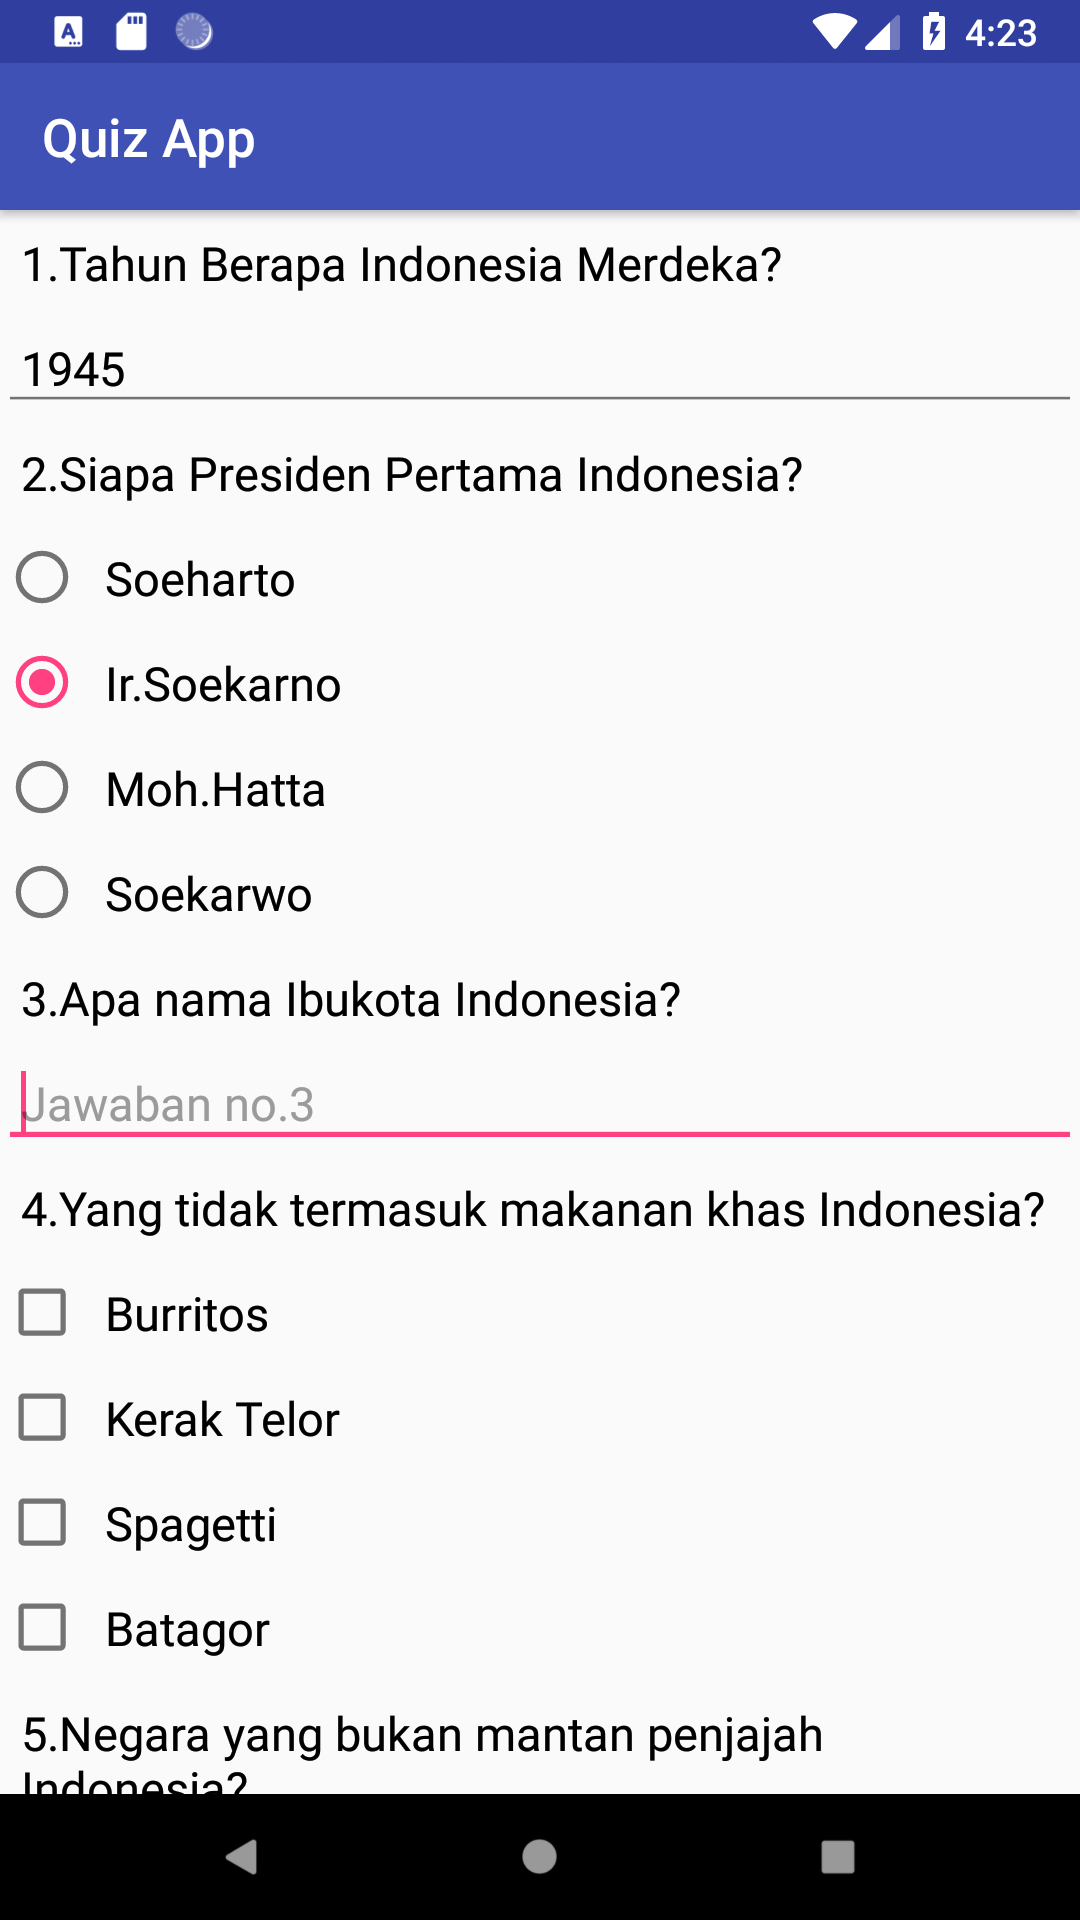 4:23
Quiz App
1.Tahun Berapa Indonesia Merdeka?
1945
2.Siapa Presiden Pertama Indonesia?
Soeharto
Ir.Soekarno
Moh.Hatta
Soekarwo
3.Apa nama Ibukota Indonesia?
Jawaban no.3
4.Yang tidak termasuk makanan khas Indonesia?
Burritos
Kerak Telor
Spagetti
Batagor
5.Negara yang bukan mantan penjajah
Indonesia?